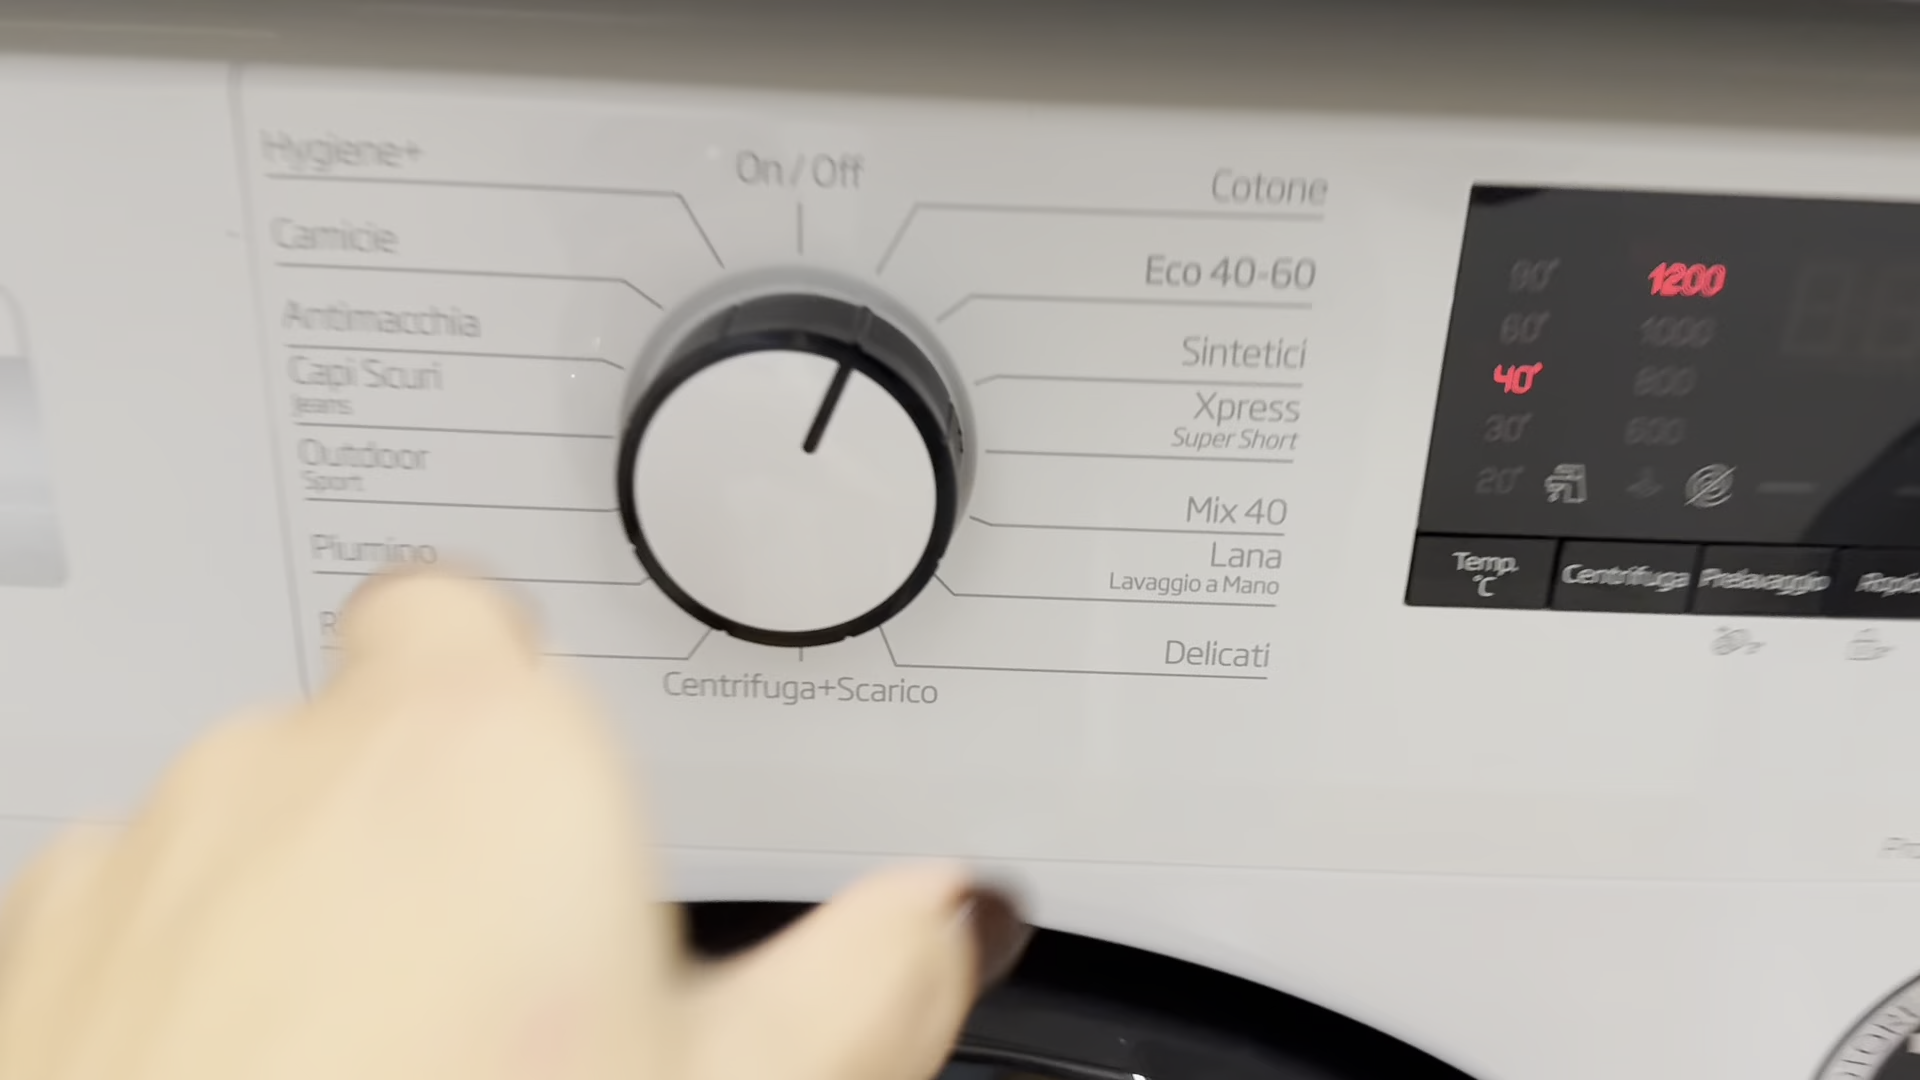 Hygiene+
Camicie
Antimacchia
Capi Scuri
Jeans
Outdoor
Sport
Piumino
On / Off
Cotone
Eco 40-60
Sintetici
Xpress
Super Short
Mix 40
Lana
Lavaggio a Mano
Delicati
Centrifuga+Scarico
90° 1200
60° 1000
40° 800
30° 600
20°
Temp.
°C
Centrifuga
Prelavaggio